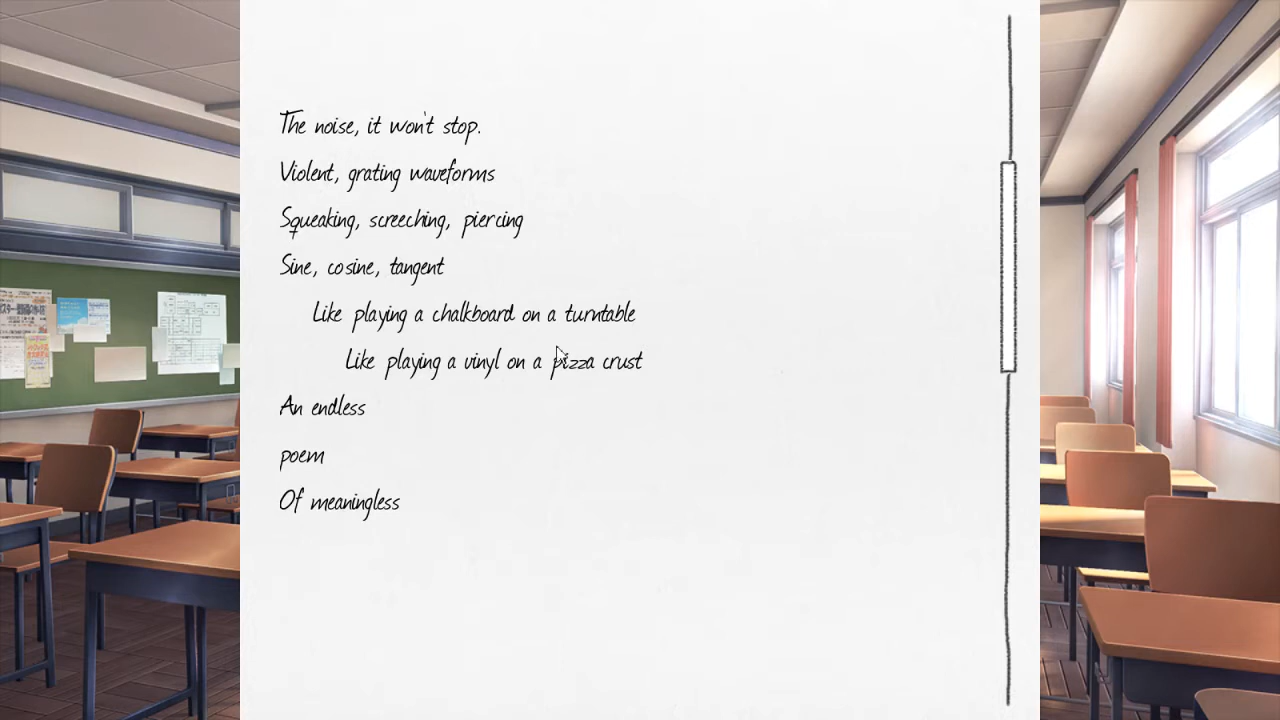 The noise, it won't stop.
Violent, grating waveforms
Squeaking, screeching, piercing
Sine, cosine, tangent
Like playing a chalkboard on a turntable
Like playing a vinyl on a pizza crust
An endless
poem
Of meaningless